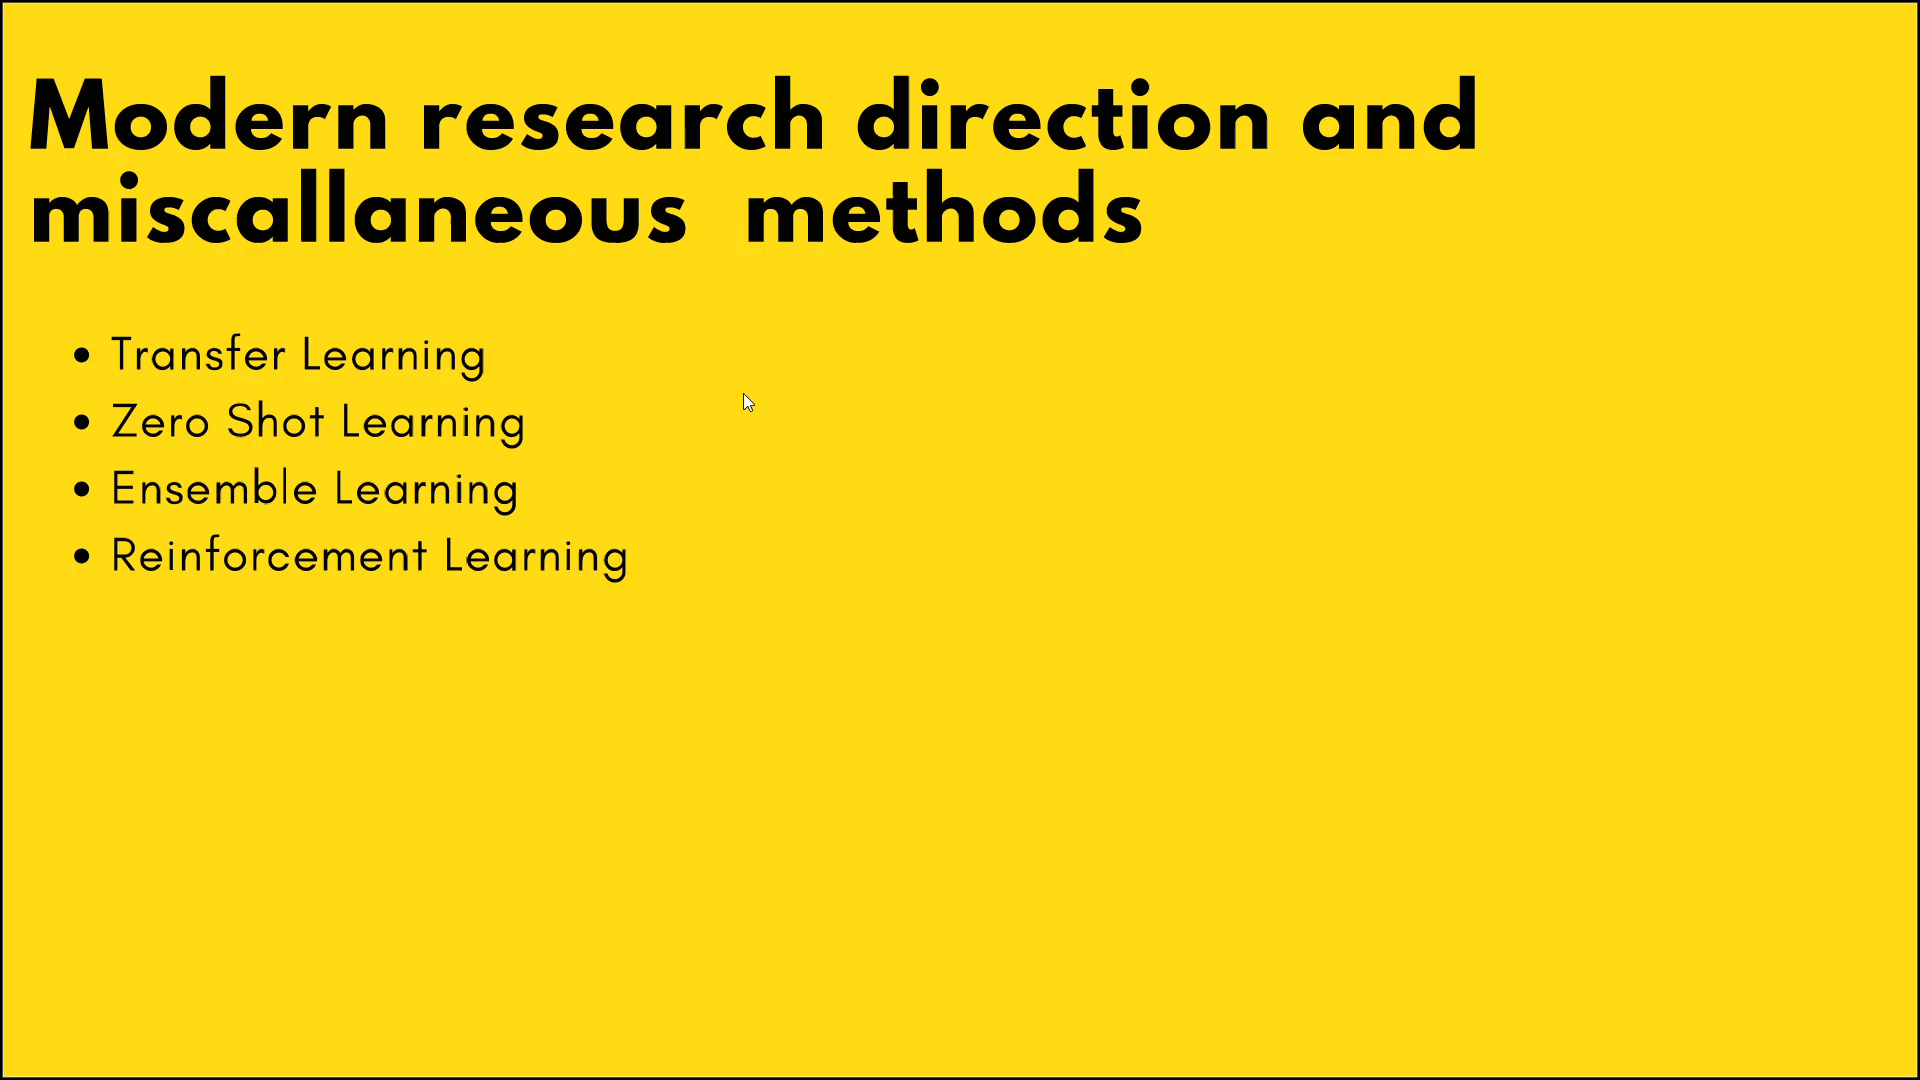 Modern research direction and
miscallaneous  methods
• Transfer Learning
• Zero Shot Learning
• Ensemble Learning
• Reinforcement Learning